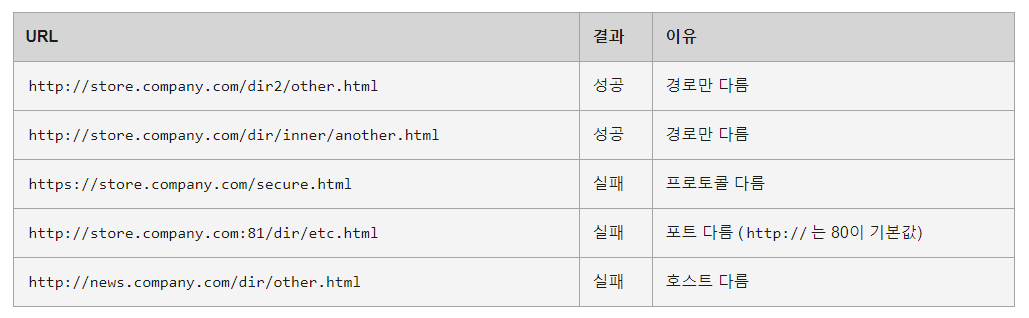 URL 결과 이유
http://store.company.com/dir2/other.html 성공 경로만 다름
http://store.company.com/dir/inner/another.html 성공 경로만 다름
https://store.company.com/secure.html 실패 프로토콜 다름
http://store.company.com:81/dir/etc.html 실패 포트 다름 (http:// 는 80이 기본값)
http://news.company.com/dir/other.html 실패 호스트 다름